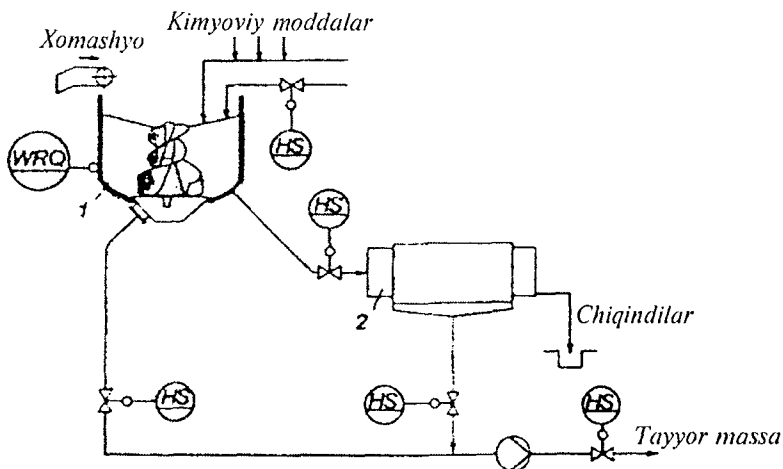 Kimyoviy moddalar
Xomashyo
HS
WRQ
1
HS
2
Chiqindilar
HS
HS
HS
Tayyor massa